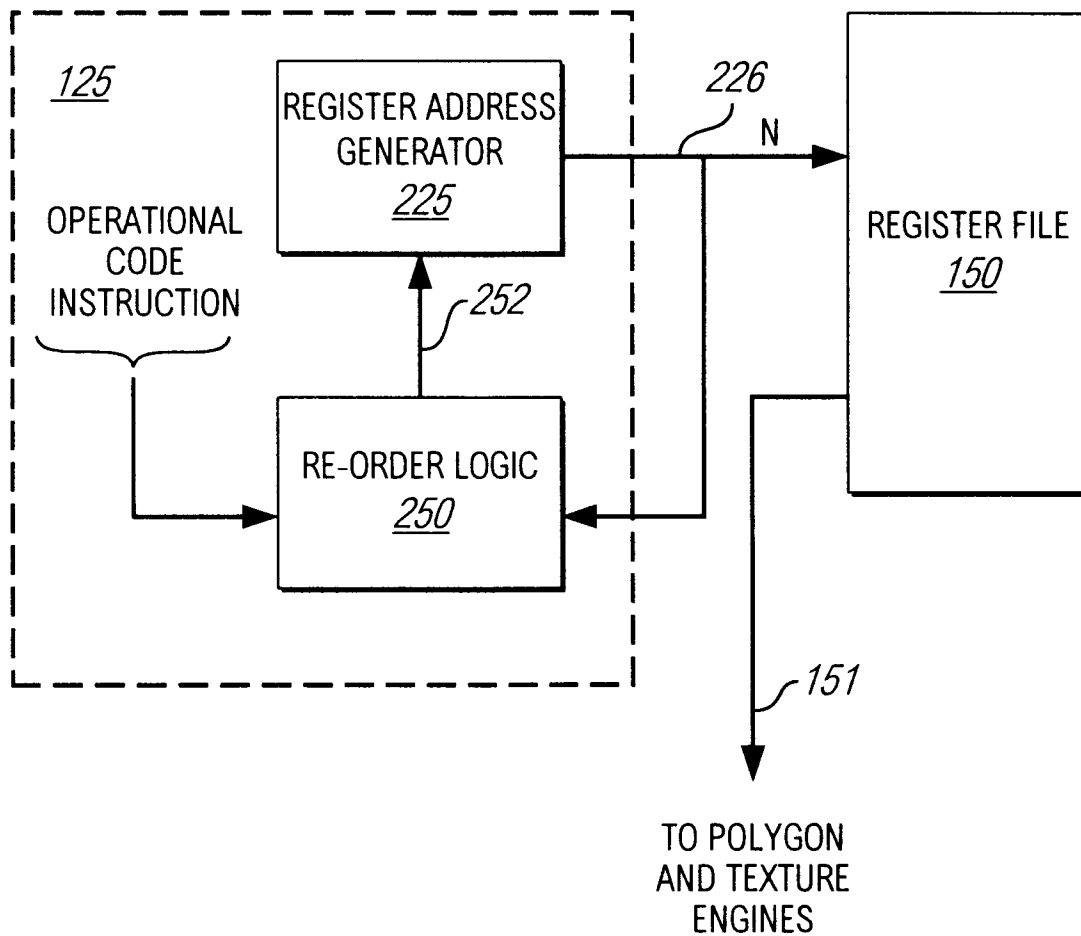 125
REGISTER ADDRESS
GENERATOR
225
226
N
OPERATIONAL
CODE
INSTRUCTION
REGISTER FILE
150
252
RE-ORDER LOGIC
250
151
TO POLYGON
AND TEXTURE
ENGINES